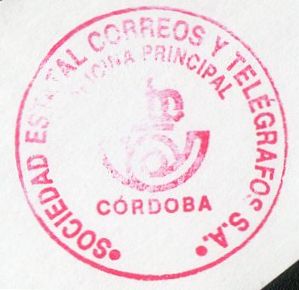 •SOCIEDAD ESTATAL CORREOS Y TELÉGRAFOS, S.A.•
OFICINA PRINCIPAL
CÓRDOBA